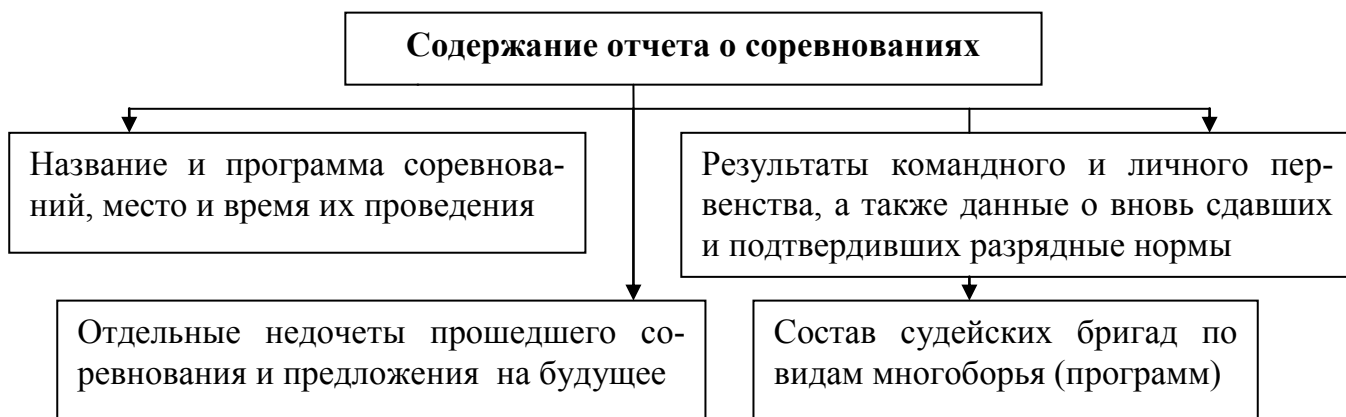 Содержание отчета о соревнованиях
Название и программа соревнова-
ний, место и время их проведения
Результаты командного и личного пер-
венства, а также данные о вновь сдавших
и подтвердивших разрядные нормы
Отдельные недочеты прошедшего со-
ревнования и предложения на будущее
Состав судейских бригад по
видам многоборья (программ)